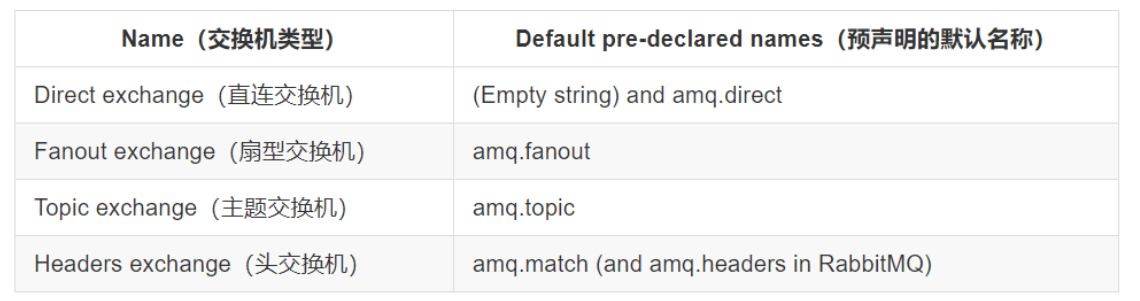 Name（交换机类型） Default pre-declared names（预声明的默认名称）
Direct exchange（直连交换机） (Empty string) and amq.direct
Fanout exchange（扇型交换机） amq.fanout
Topic exchange（主题交换机） amq.topic
Headers exchange（头交换机） amq.match (and amq.headers in RabbitMQ)